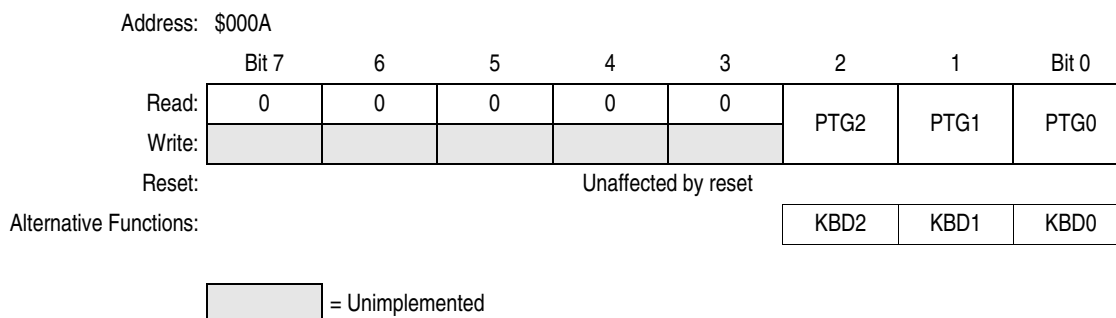 Address: $000A
Bit 7 6 5 4 3 2 1 Bit 0
Read: 0 0 0 0 0 PTG2 PTG1 PTG0
Write:
Reset: Unaffected by reset
Alternative Functions: KBD2 KBD1 KBD0
= Unimplemented